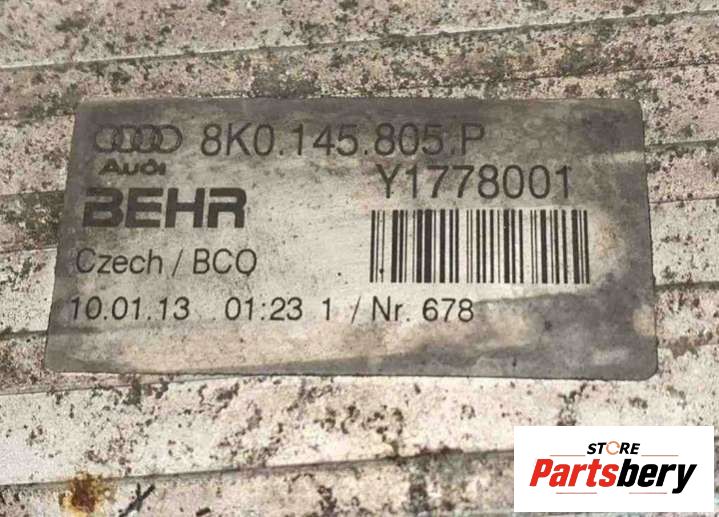 8K0.145.805.P
Audi
Y1778001
BEHR
Czech / BCO
10.01.13 01:23 1 / Nr. 678
STORE
Partsbery